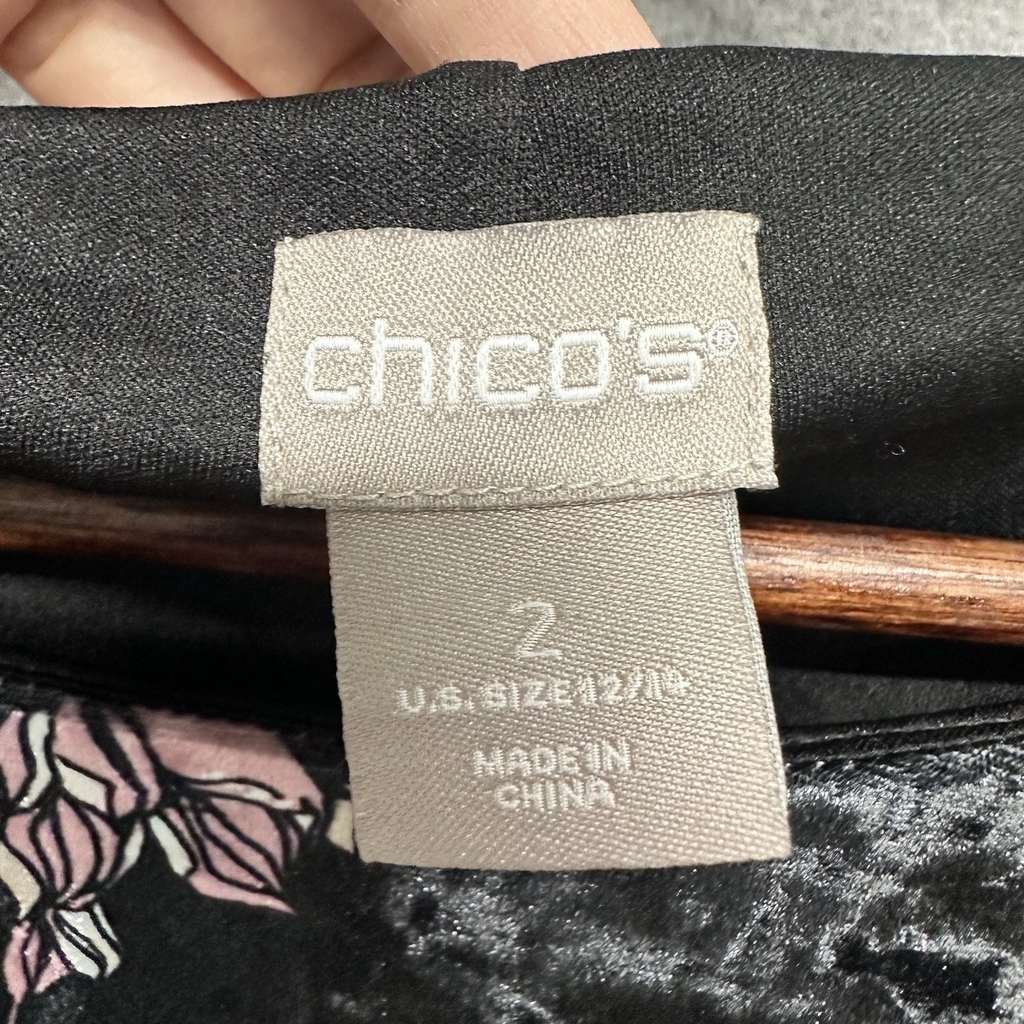 chico's®
2
U.S. SIZE 12/14
MADE IN
CHINA